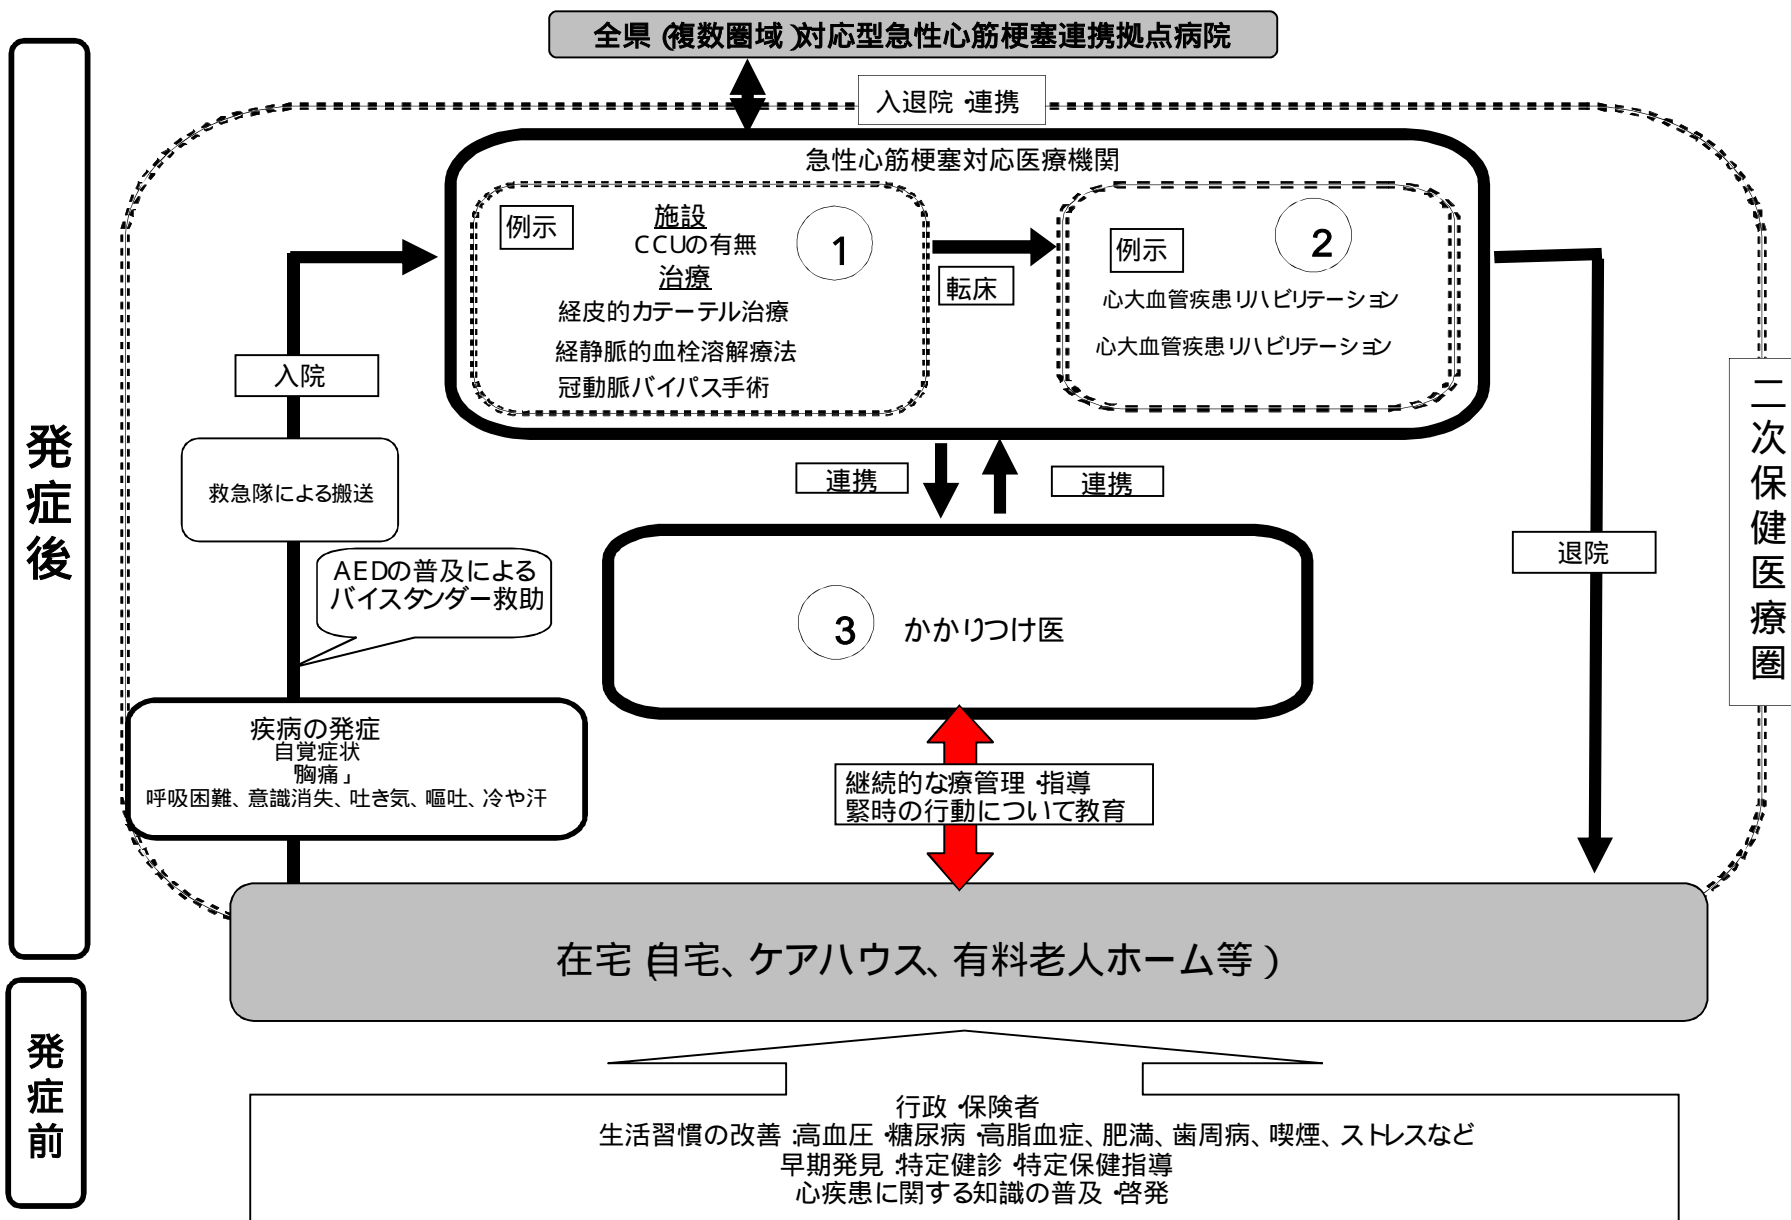 全県（複数圏域）対応型急性心筋梗塞連携拠点病院
入退院・連携
急性心筋梗塞対応医療機関
例示
施設
CCUの有無
治療
経皮的カテーテル治療
経静脈的血栓溶解療法
冠動脈バイパス手術
1
転床
例示
2
心大血管疾患リハビリテーション
心大血管疾患リハビリテーション
入院
救急隊による搬送
AEDの普及による
バイスタンダー救助
連携
連携
退院
3
かかりつけ医
疾病の発症
自覚症状
「胸痛」
呼吸困難、意識消失、吐き気、嘔吐、冷や汗
継続的な療管理・指導
緊時の行動について教育
在宅（自宅、ケアハウス、有料老人ホーム等）
行政・保険者
生活習慣の改善：高血圧・糖尿病・高脂血症、肥満、歯周病、喫煙、ストレスなど
早期発見：特定健診・特定保健指導
心疾患に関する知識の普及・啓発
発症後
発症前
二次保健医療圏